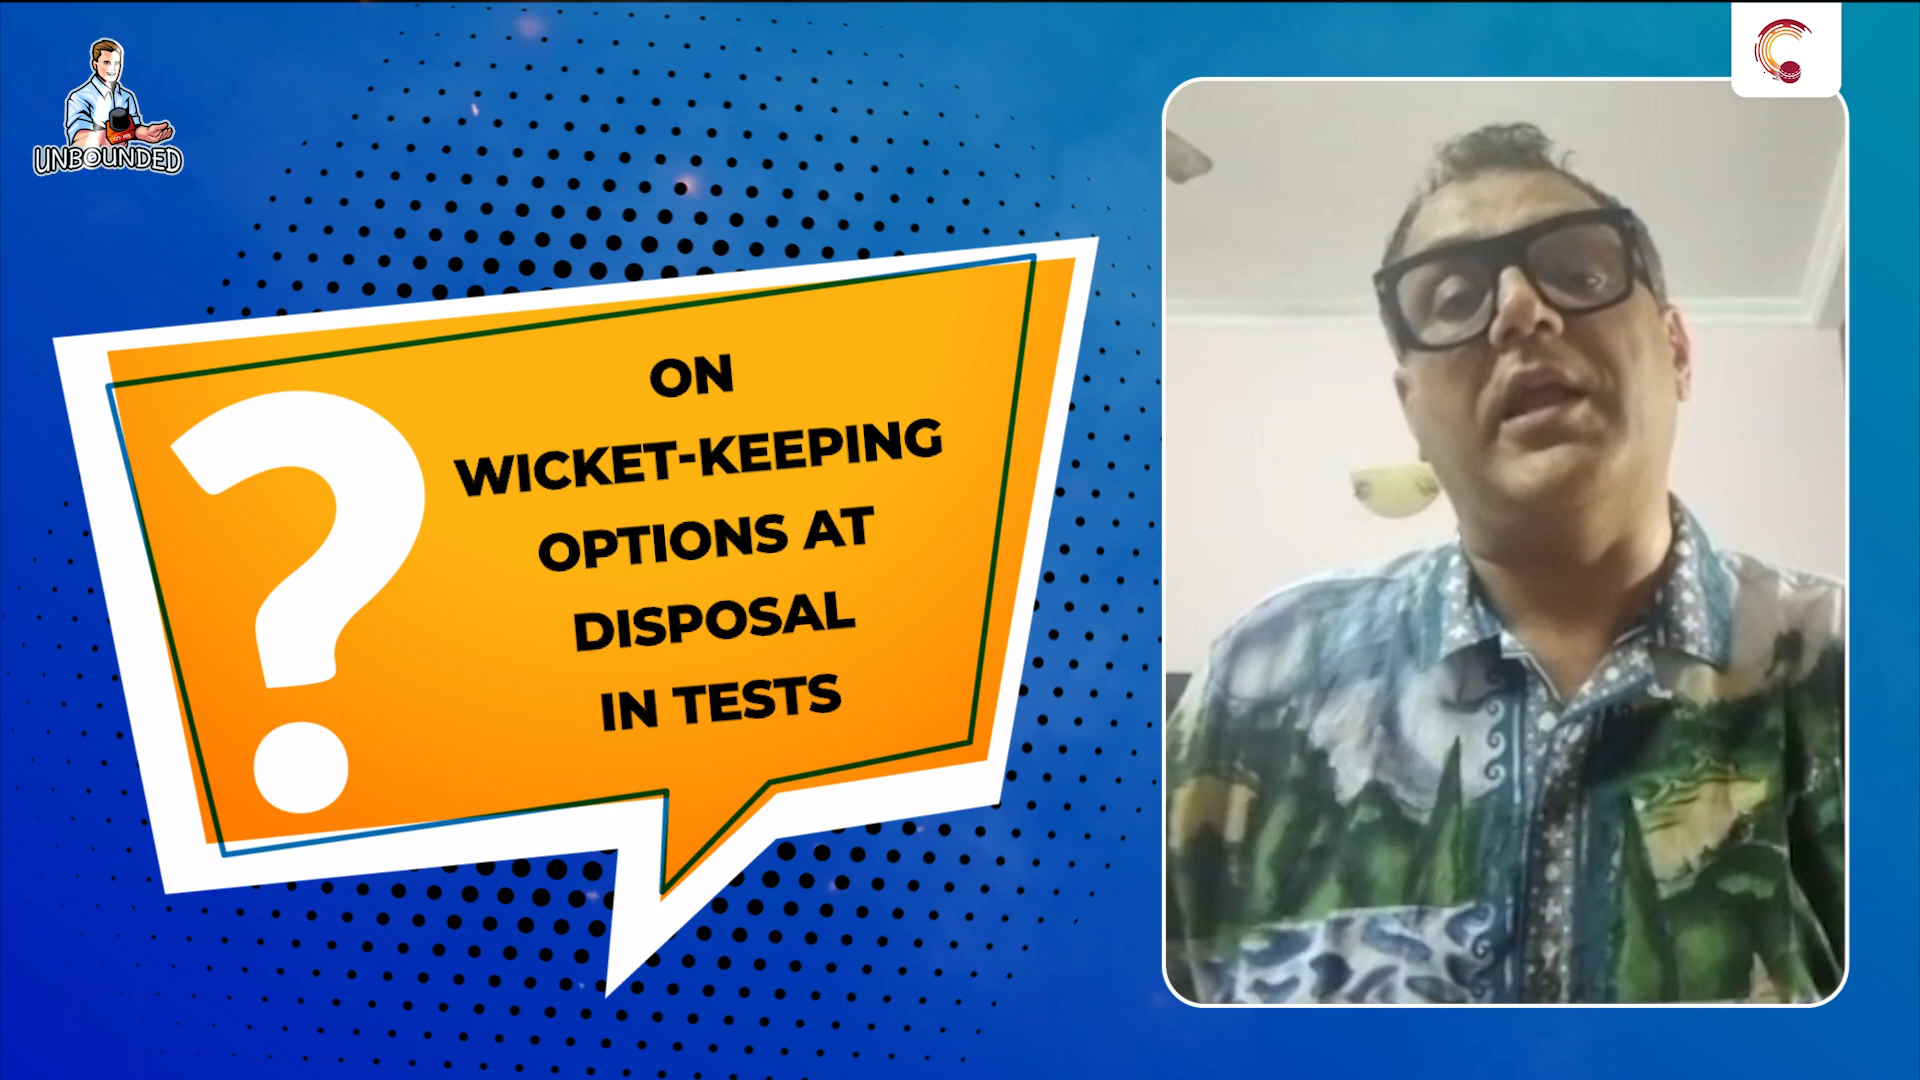 UNBOUNDED
?
ON
WICKET-KEEPING
OPTIONS AT
DISPOSAL
IN TESTS